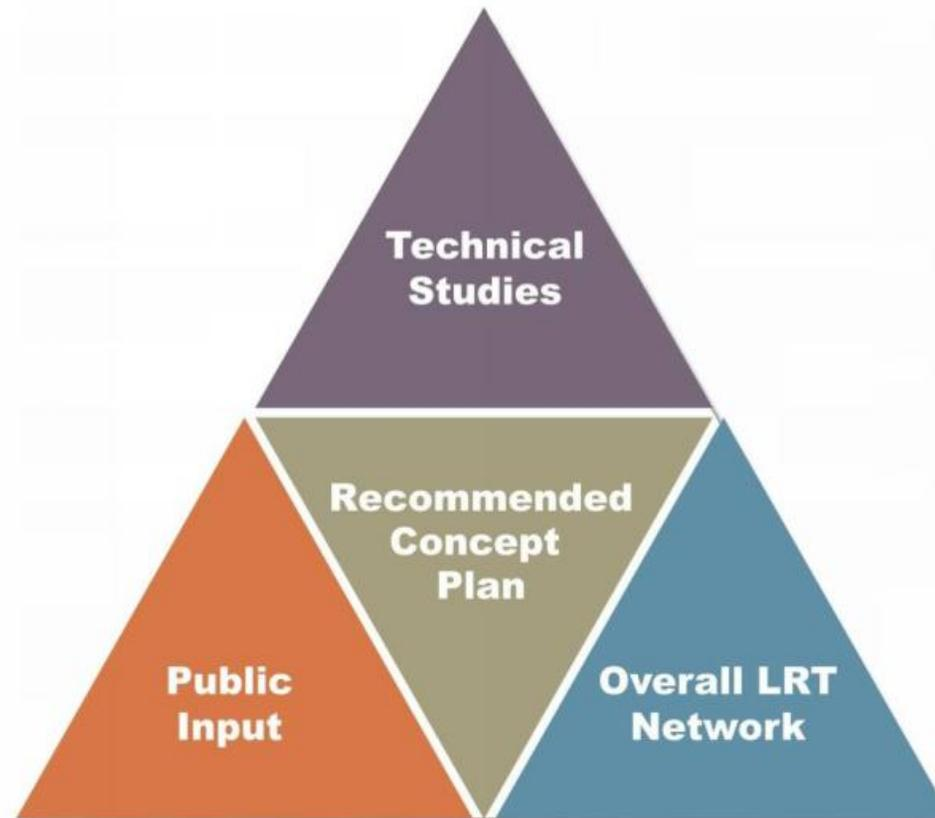 Technical
Studies
Recommended
Concept
Plan
Public
Input
Overall LRT
Network